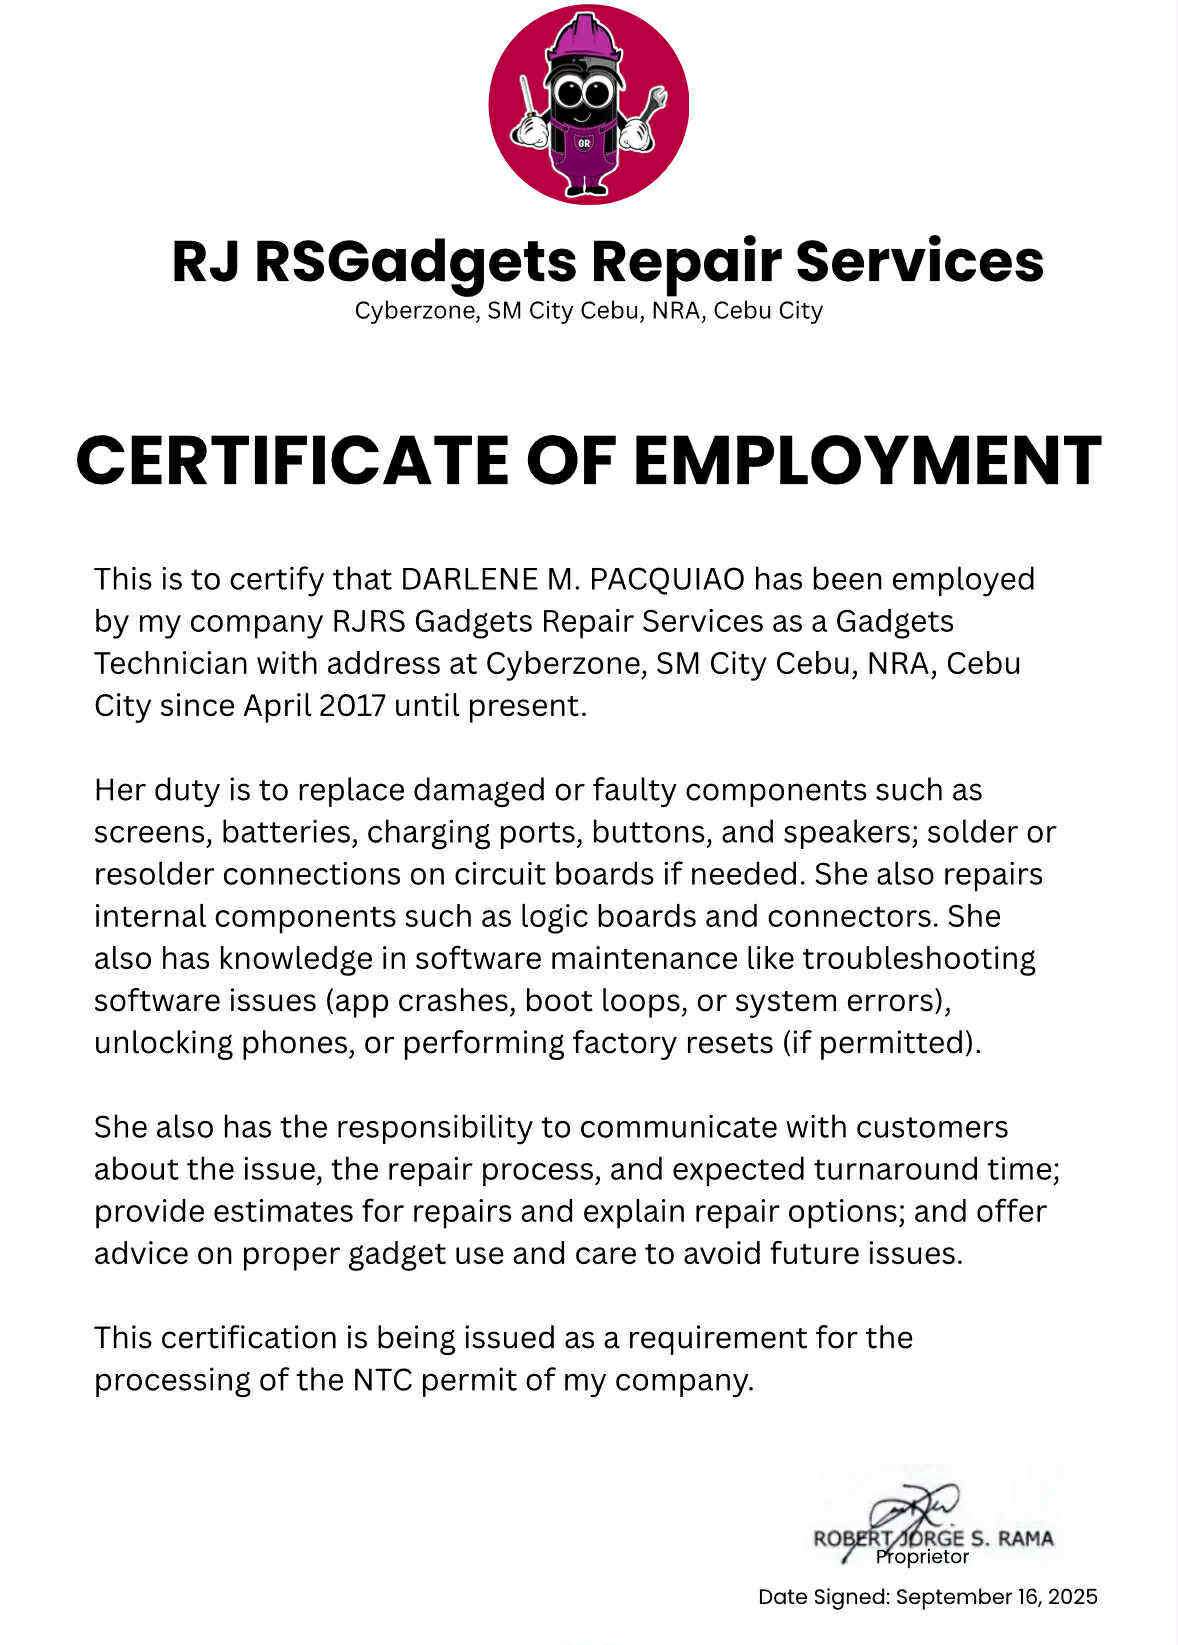 GR
RJ RSGadgets Repair Services
Cyberzone, SM City Cebu, NRA, Cebu City
CERTIFICATE OF EMPLOYMENT
This is to certify that DARLENE M. PACQUIAO has been employed
by my company RJRS Gadgets Repair Services as a Gadgets
Technician with address at Cyberzone, SM City Cebu, NRA, Cebu
City since April 2017 until present.
Her duty is to replace damaged or faulty components such as
screens, batteries, charging ports, buttons, and speakers; solder or
resolder connections on circuit boards if needed. She also repairs
internal components such as logic boards and connectors. She
also has knowledge in software maintenance like troubleshooting
software issues (app crashes, boot loops, or system errors),
unlocking phones, or performing factory resets (if permitted).
She also has the responsibility to communicate with customers
about the issue, the repair process, and expected turnaround time;
provide estimates for repairs and explain repair options; and offer
advice on proper gadget use and care to avoid future issues.
This certification is being issued as a requirement for the
processing of the NTC permit of my company.
ROBERT JORGE S. RAMA
Proprietor
Date Signed: September 16, 2025